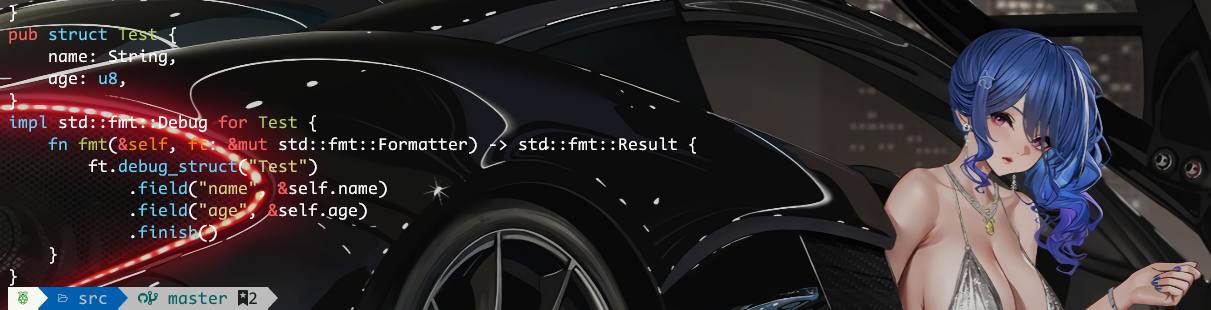 }
pub struct Test {
    name: String,
    age: u8,
}
impl std::fmt::Debug for Test {
    fn fmt(&self, ft: &mut std::fmt::Formatter) -> std::fmt::Result {
        ft.debug_struct("Test")
            .field("name", &self.name)
            .field("age", &self.age)
            .finish()
    }
}
src master 2